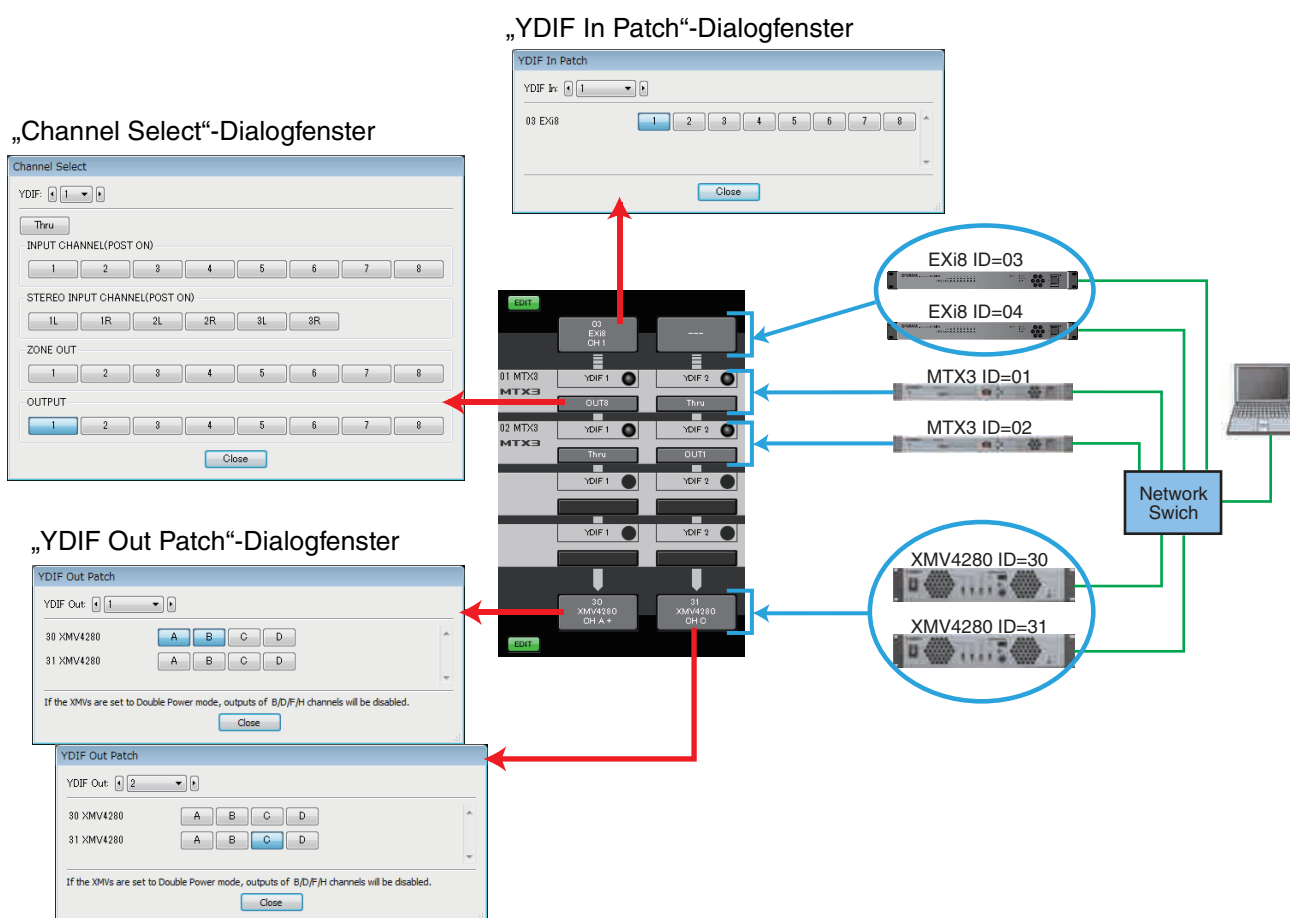 „YDIF In Patch“-Dialogfenster
YDIF In Patch
YDIF In: 1
03 EXi8 1 2 3 4 5 6 7 8
Close
„Channel Select“-Dialogfenster
Channel Select
YDIF: 1
Thru
INPUT CHANNEL(POST ON)
1 2 3 4 5 6 7 8
STEREO INPUT CHANNEL(POST ON)
1L 1R 2L 2R 3L 3R
ZONE OUT
1 2 3 4 5 6 7 8
OUTPUT
1 2 3 4 5 6 7 8
Close
EDIT
03
EXi8
CH 1
---
01 MTX3 YDIF 1 YDIF 2
MTX3
OUT8 Thru
02 MTX3 YDIF 1 YDIF 2
MTX3
Thru OUT1
YDIF 1 YDIF 2
YDIF 1 YDIF 2
30
XMV4280
CH A +
31
XMV4280
CH C
EDIT
EXi8 ID=03
EXi8 ID=04
MTX3 ID=01
MTX3 ID=02
Network
Swich
XMV4280 ID=30
XMV4280 ID=31
„YDIF Out Patch“-Dialogfenster
YDIF Out Patch
YDIF Out: 1
30 XMV4280 A B C D
31 XMV4280 A B C D
If the XMVs are set to Double Power mode, outputs of B/D/F/H channels will be disabled.
Close
YDIF Out Patch
YDIF Out: 2
30 XMV4280 A B C D
31 XMV4280 A B C D
If the XMVs are set to Double Power mode, outputs of B/D/F/H channels will be disabled.
Close